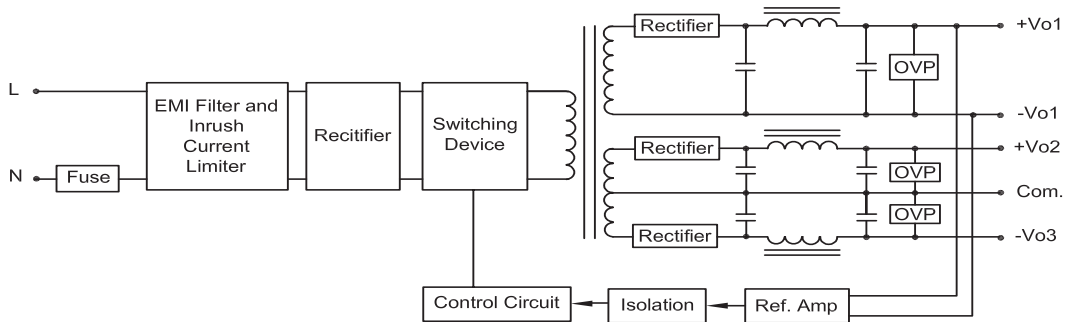 Rectifier
+Vo1
OVP
L
EMI Filter and
Inrush
Current
Limiter
Recitifier
Switching
Device
-Vo1
N
Fuse
Rectifier
+Vo2
OVP
Com.
OVP
Rectifier
-Vo3
Control Circuit
Isolation
Ref. Amp